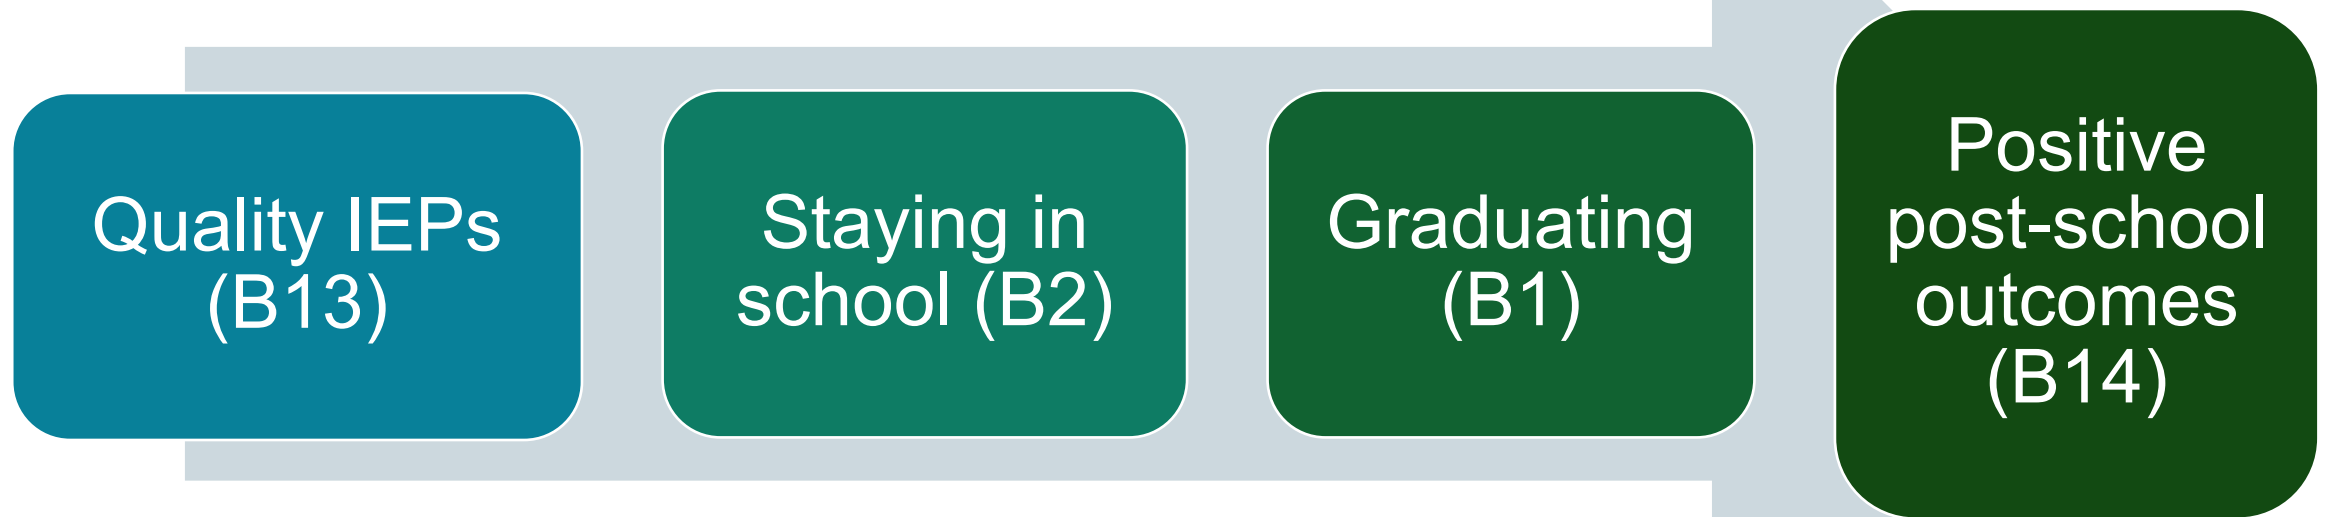 Quality IEPs
(B13)
Staying in
school (B2)
Graduating
(B1)
Positive
post-school
outcomes
(B14)